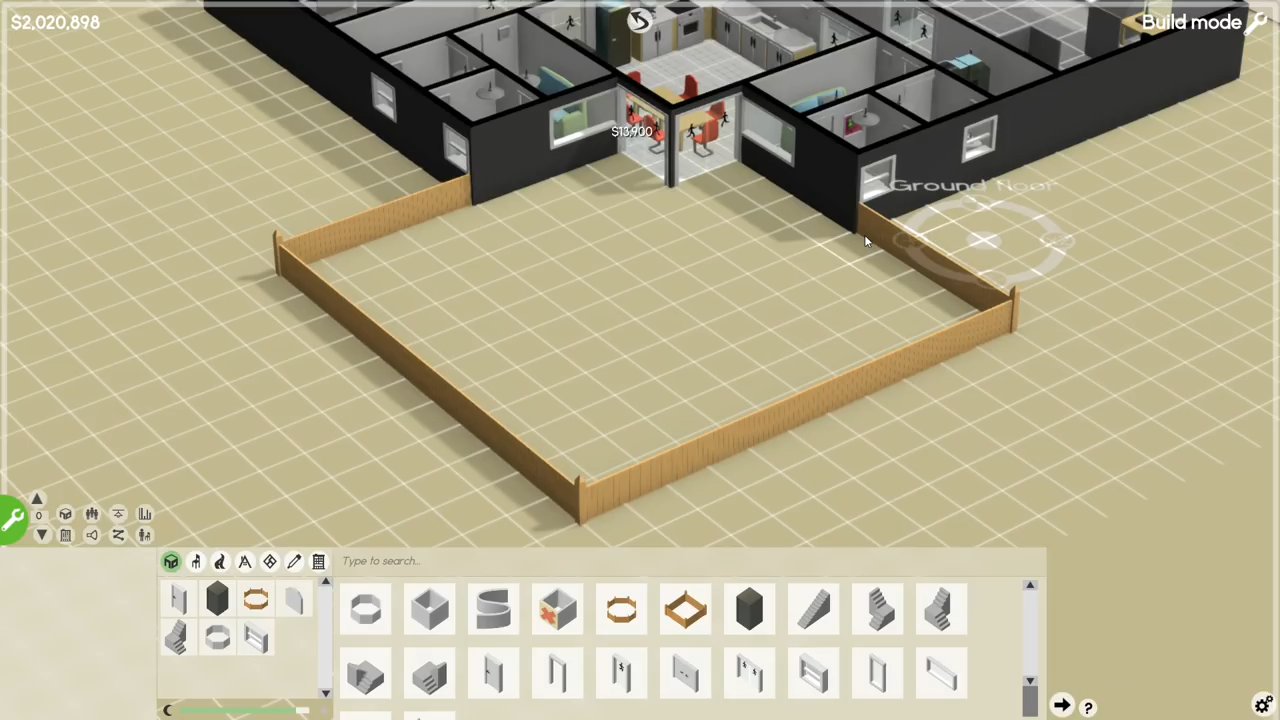 $2,020,898
Build mode
$13,900
Ground floor
0
Type to search...
?